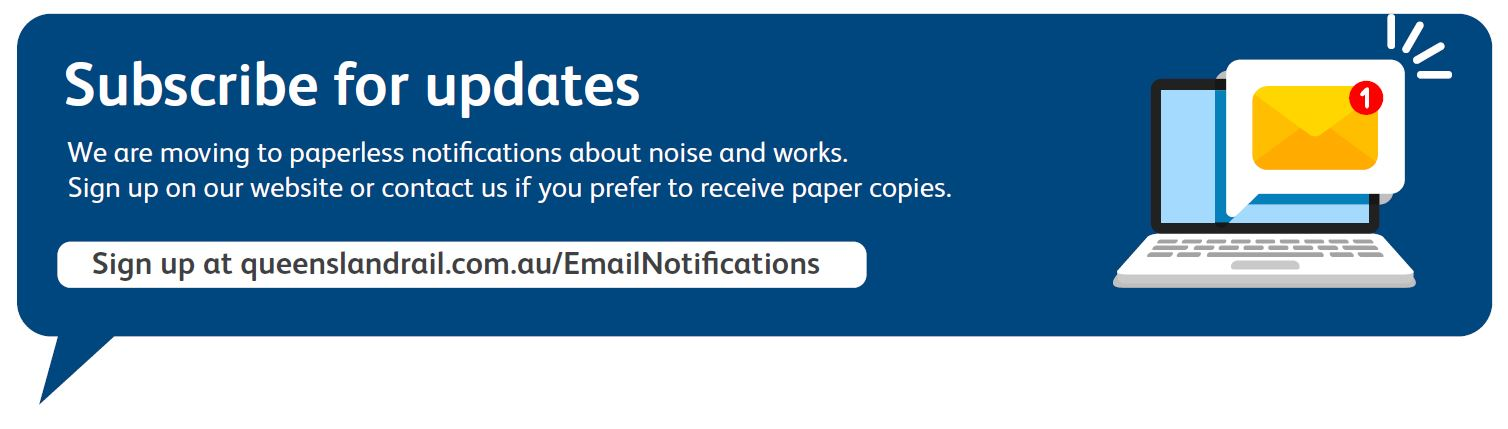 Subscribe for updates
We are moving to paperless notifications about noise and works.
Sign up on our website or contact us if you prefer to receive paper copies.
Sign up at queenslandrail.com.au/EmailNotifications
1